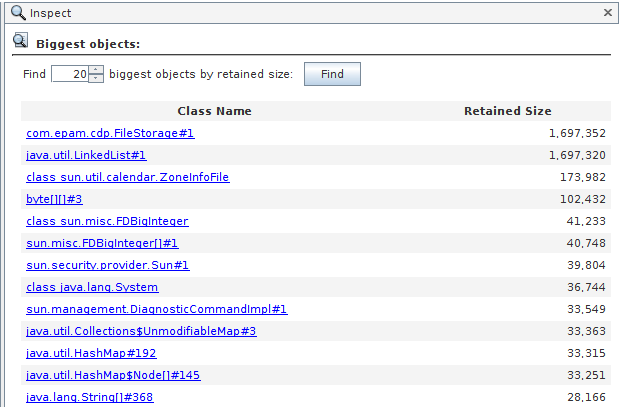 Inspect
Biggest objects:
Find 20 biggest objects by retained size: Find
Class Name Retained Size
com.epam.cdp.FileStorage#1 1,697,352
java.util.LinkedList#1 1,697,320
class sun.util.calendar.ZoneInfoFile 173,982
byte[][]#3 102,432
class sun.misc.FDBigInteger 41,233
sun.misc.FDBigInteger[]#1 40,748
sun.security.provider.Sun#1 39,804
class java.lang.System 36,744
sun.management.DiagnosticCommandImpl#1 33,549
java.util.Collections$UnmodifiableMap#3 33,363
java.util.HashMap#192 33,315
java.util.HashMap$Node[]#145 33,251
java.lang.String[]#368 28,166